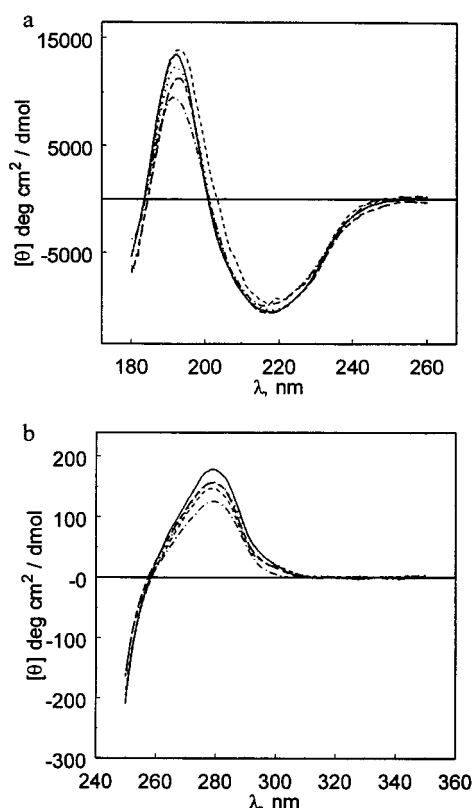 a
15000
5000
-5000
[θ] deg cm² / dmol
180 200 220 240 260
λ, nm
b
200
100
-0
-100
-200
-300
[θ] deg cm² / dmol
240 260 280 300 320 340 360
λ, nm